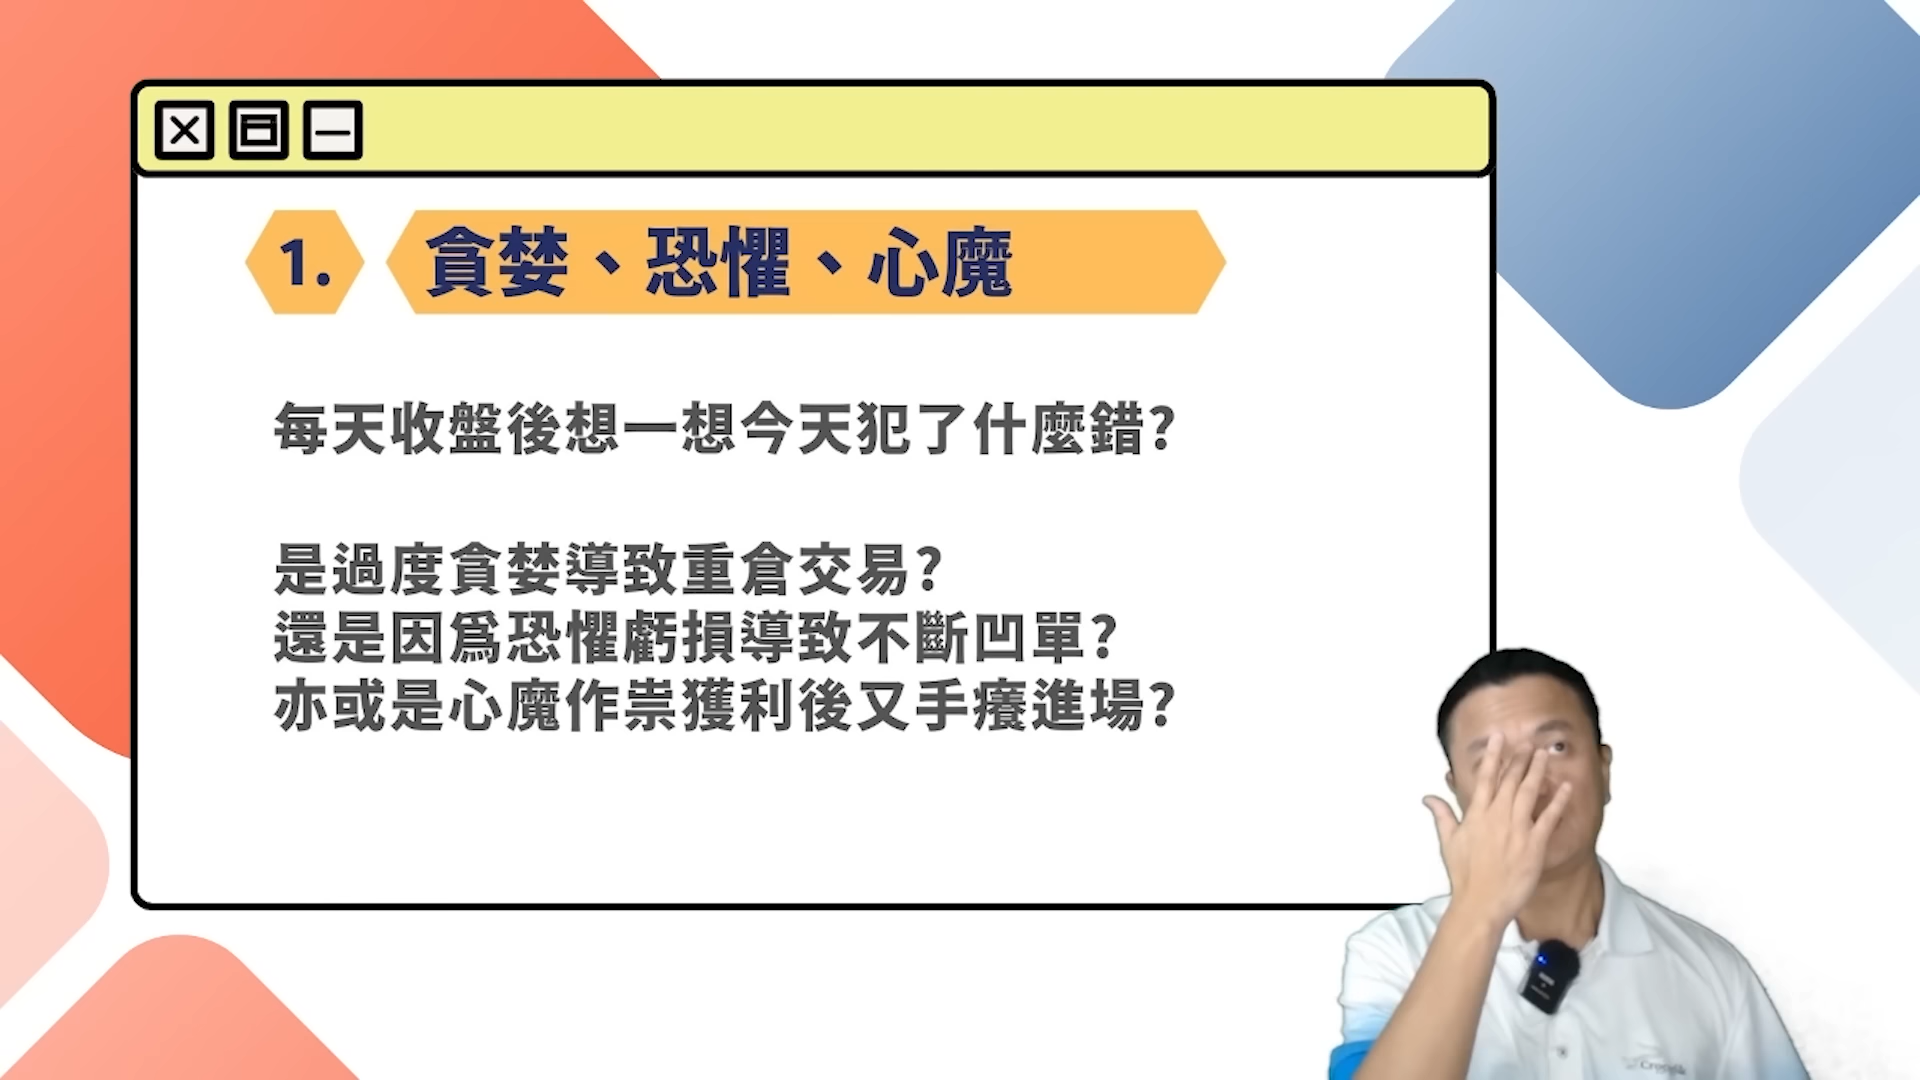 1. 貪婪、恐懼、心魔
每天收盤後想一想今天犯了什麼錯?
是過度貪婪導致重倉交易?
還是因為恐懼虧損導致不斷凹單?
亦或是心魔作祟獲利後又手癢進場?